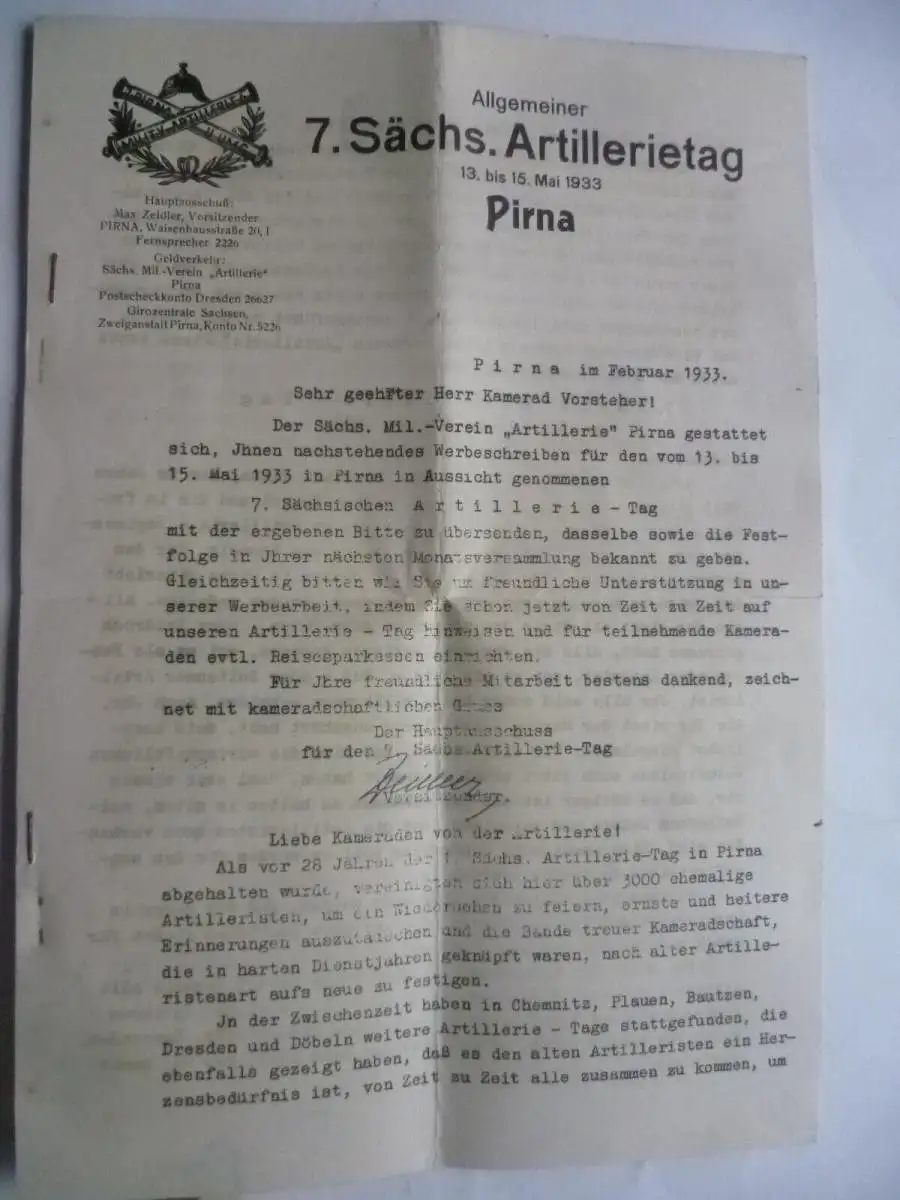 J. PIRNA
MILIT.V. ARTILLERIE
U. UMG.
Allgemeiner
7. Sächs. Artillerietag
13. bis 15. Mai 1933
Pirna
Hauptausschuß:
Max Zeidler, Vorsitzender
PIRNA, Waisenhausstraße 20, I
Fernsprecher 2226
Geldverkehr:
Sächs. Mil.-Verein „Artillerie“
Pirna
Postscheckkonto Dresden 26627
Girozentrale Sachsen,
Zweiganstalt Pirna, Konto Nr. 5226
Pirna im Februar 1933.
Sehr geehrter Herr Kamerad Vorsteher!
Der Sächs. Mil.-Verein „Artillerie" Pirna gestattet
sich, Jhnen nachstehendes Werbeschreiben für den vom 13. bis
15. Mai 1933 in Pirna in Aussicht genommenen
7. Sächsischen Artillerie - Tag
mit der ergebenen Bitte zu übersenden, dasselbe sowie die Fest-
folge in Jhrer nächsten Monatsversammlung bekannt zu geben.
Gleichzeitig bitten wir Sie um freundliche Unterstützung in un-
serer Werbearbeit, indem Sie schon jetzt von Zeit zu Zeit auf
unseren Artillerie - Tag hinweisen und für teilnehmende Kamera-
den evtl. Reisesparkassen einrichten.
Für Jhre freundliche Mitarbeit bestens dankend, zeich-
net mit kameradschaftlichen Gruss
Der Hauptausschuss
für den 7. Sächs. Artillerie-Tag
Vorsitzender.
Liebe Kameraden von der Artillerie!
Als vor 28 Jahren der 1. Sächs. Artillerie-Tag in Pirna
abgehalten wurde, vereinigten sich hier über 3000 ehemalige
Artilleristen, um ein Wiedersehen zu feiern, ernste und heitere
Erinnerungen auszutauschen und die Bande treuer Kameradschaft,
die in harten Dienstjahren geknüpft waren, nach alter Artille-
ristenart aufs neue zu festigen.
Jn der Zwischenzeit haben in Chemnitz, Plauen, Bautzen,
Dresden und Döbeln weitere Artillerie - Tage stattgefunden, die
ebenfalls gezeigt haben, daß es den alten Artilleristen ein Her-
zensbedürfnis ist, von Zeit zu Zeit alle zusammen zu kommen, um